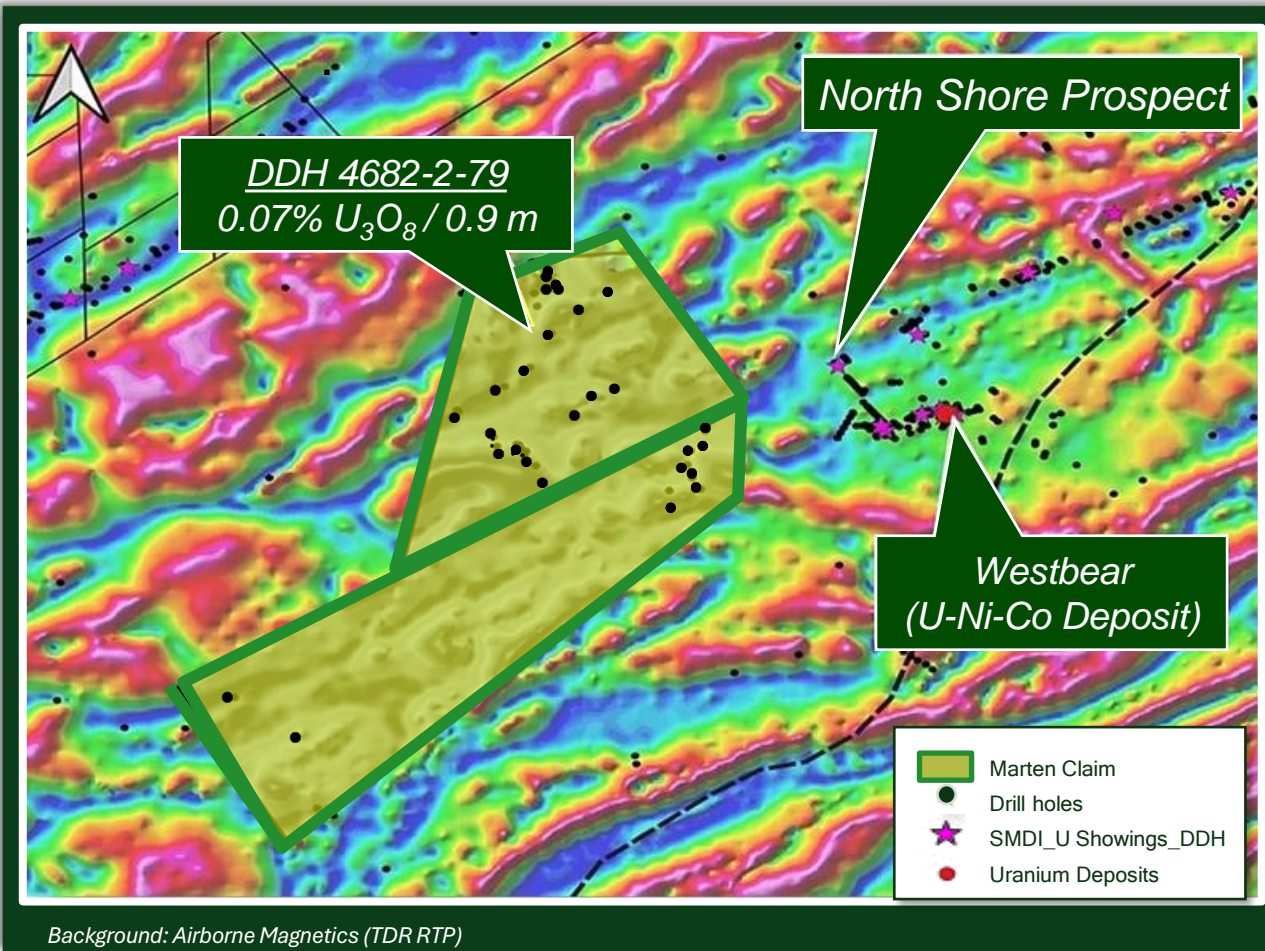 North Shore Prospect
DDH 4682-2-79
0.07% U₃O₈ / 0.9 m
Westbear
(U-Ni-Co Deposit)
Marten Claim
Drill holes
SMDI_U Showings_DDH
Uranium Deposits
Background: Airborne Magnetics (TDR RTP)